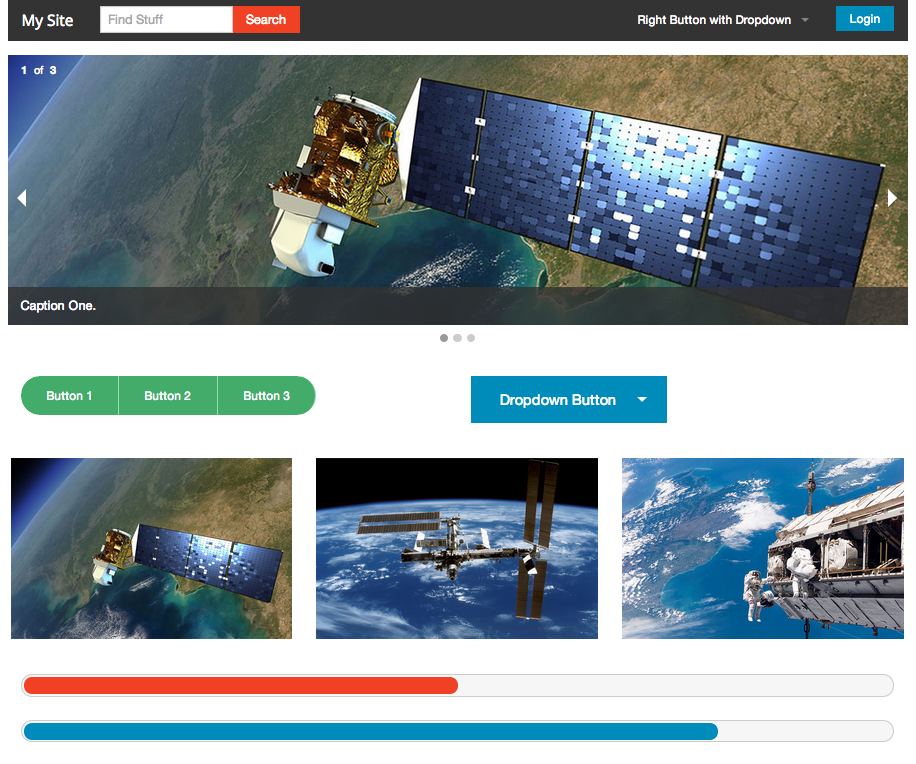 My Site
Find Stuff
Search
Right Button with Dropdown
Login
1 of 3
Caption One.
Button 1
Button 2
Button 3
Dropdown Button